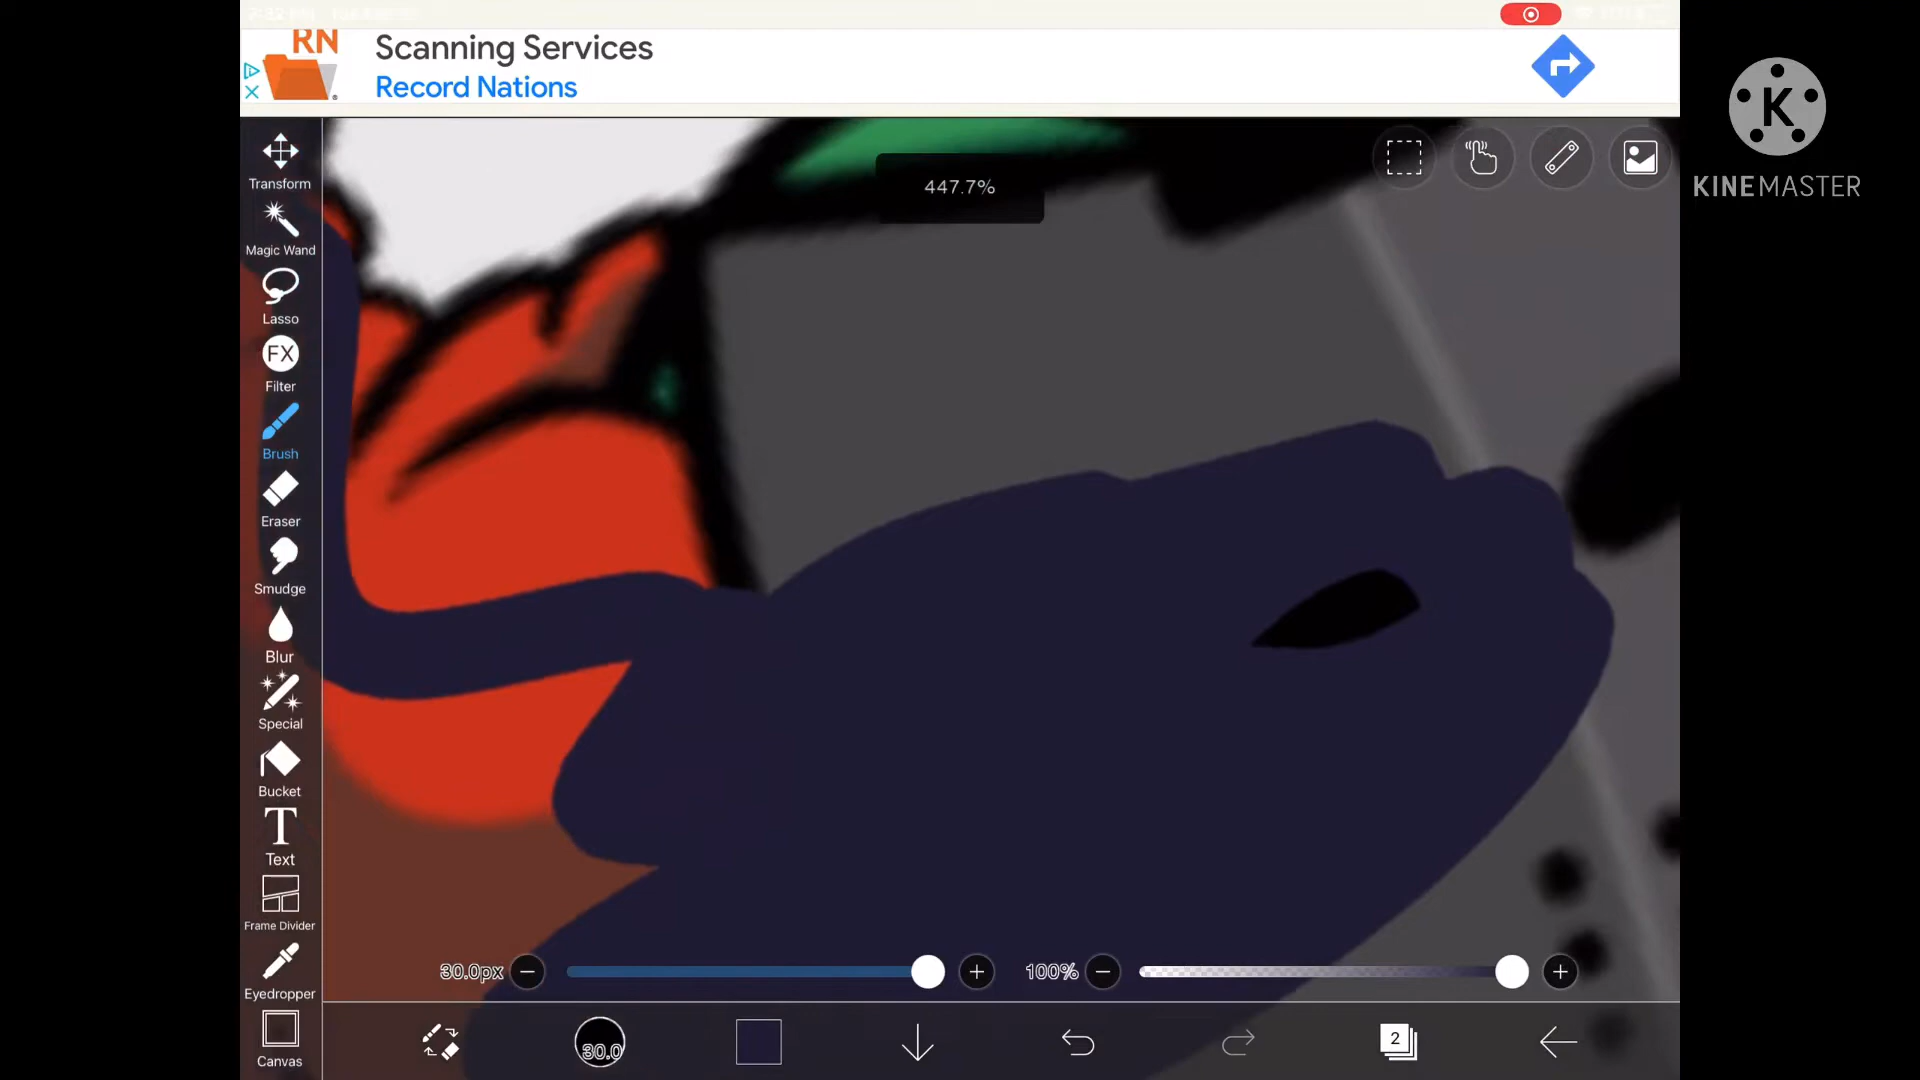 RN
Scanning Services
Record Nations
K
KINEMASTER
447.7%
Transform
Magic Wand
Lasso
FX
Filter
Brush
Eraser
Smudge
Blur
Special
Bucket
T
Text
Frame Divider
Eyedropper
Canvas
30.0px
100%
30.0
2